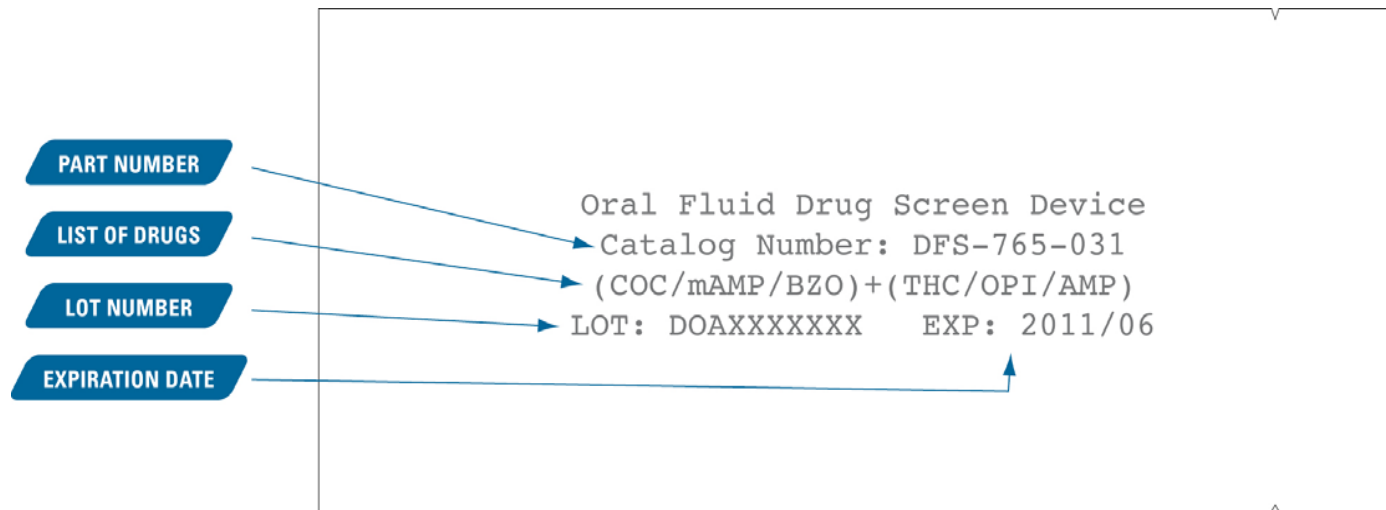 PART NUMBER
LIST OF DRUGS
LOT NUMBER
EXPIRATION DATE
Oral Fluid Drug Screen Device
Catalog Number: DFS-765-031
(COC/mAMP/BZO)+(THC/OPI/AMP)
LOT: DOAXXXXXXX EXP: 2011/06